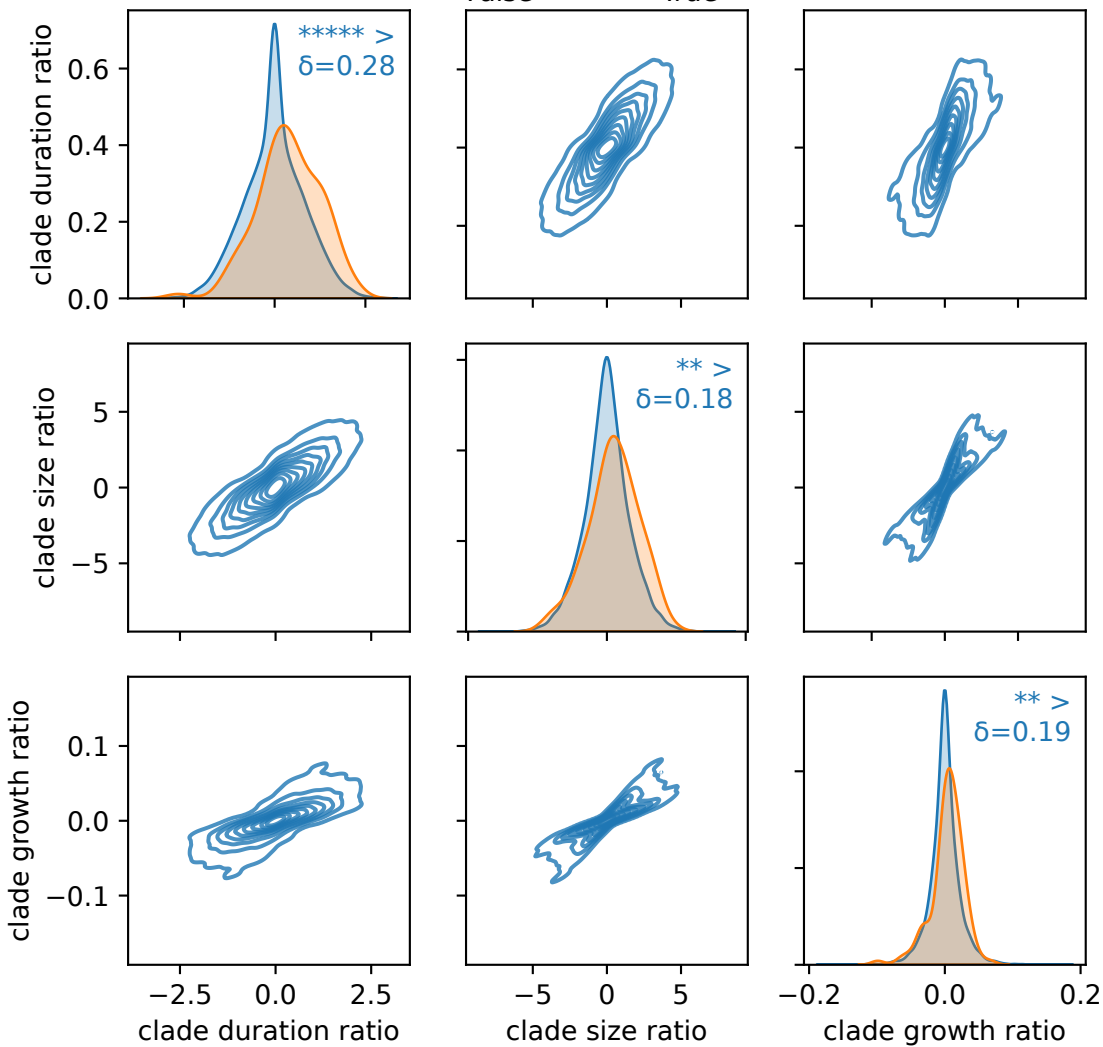 clade duration ratio
0.6
0.4
0.2
0.0
***** >
δ=0.28
clade size ratio
5
0
−5
** >
δ=0.18
clade growth ratio
0.1
0.0
−0.1
** >
δ=0.19
−2.5 0.0 2.5
−5 0 5
−0.2 0.0 0.2
clade duration ratio
clade size ratio
clade growth ratio